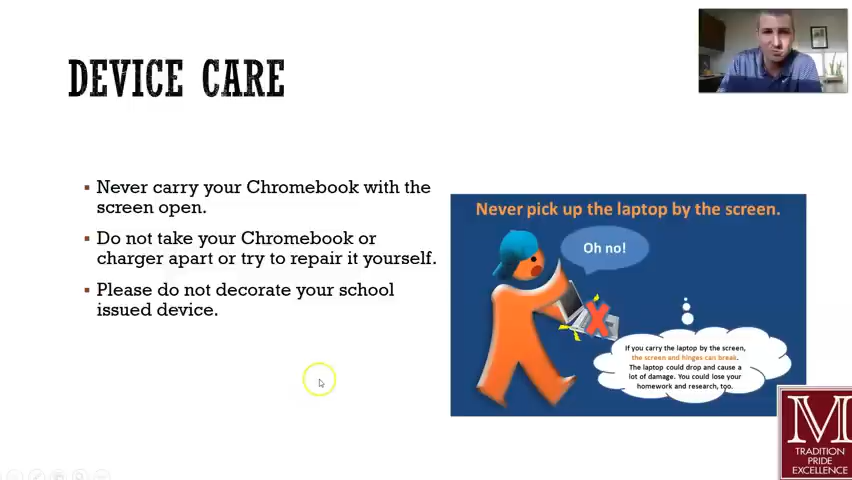 DEVICE CARE
Never carry your Chromebook with the
screen open.
Do not take your Chromebook or
charger apart or try to repair it yourself.
Please do not decorate your school
issued device.
Never pick up the laptop by the screen.
Oh no!
If you carry the laptop by the screen,
the screen and hinges can break.
The laptop could drop and cause a
lot of damage. You could lose your
homework and research, too.
M
TRADITION
PRIDE
EXCELLENCE